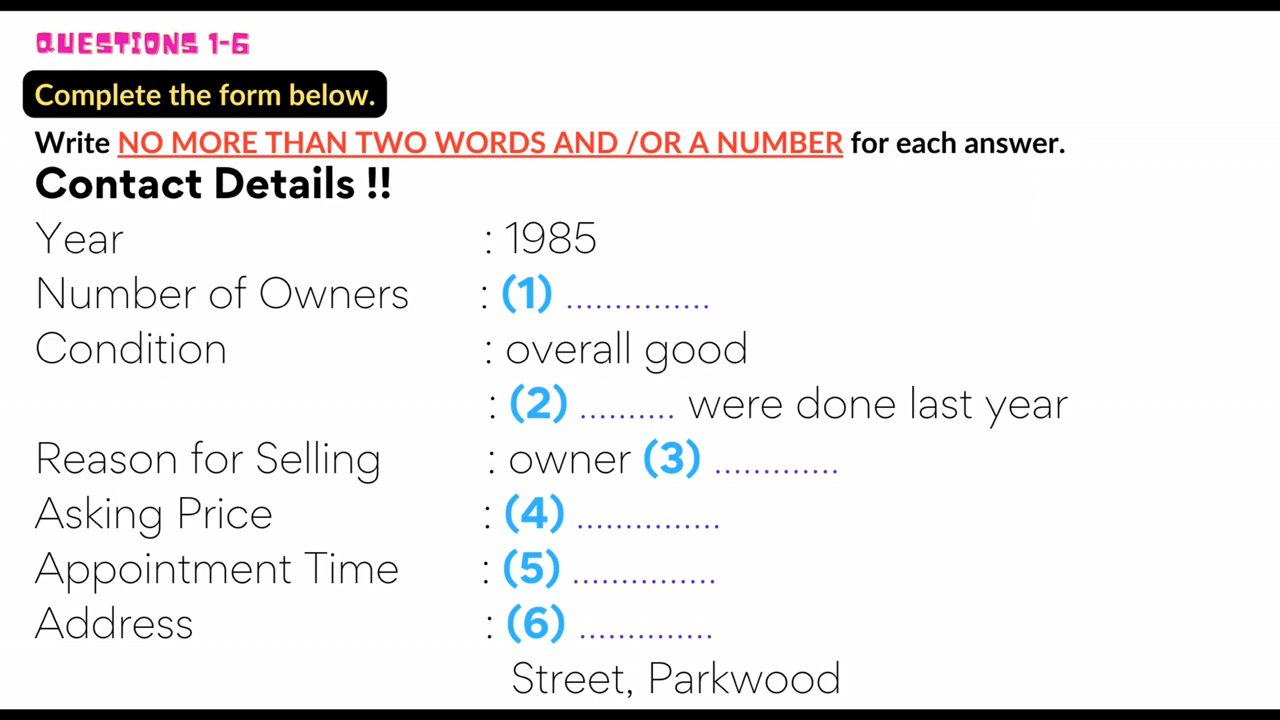 QUESTIONS 1-6
Complete the form below.
Write NO MORE THAN TWO WORDS AND /OR A NUMBER for each answer.
Contact Details !!
Year : 1985
Number of Owners : (1) ...............
Condition : overall good
: (2) .......... were done last year
Reason for Selling : owner (3) .............
Asking Price : (4) ...............
Appointment Time : (5) ...............
Address : (6) ..............
Street, Parkwood